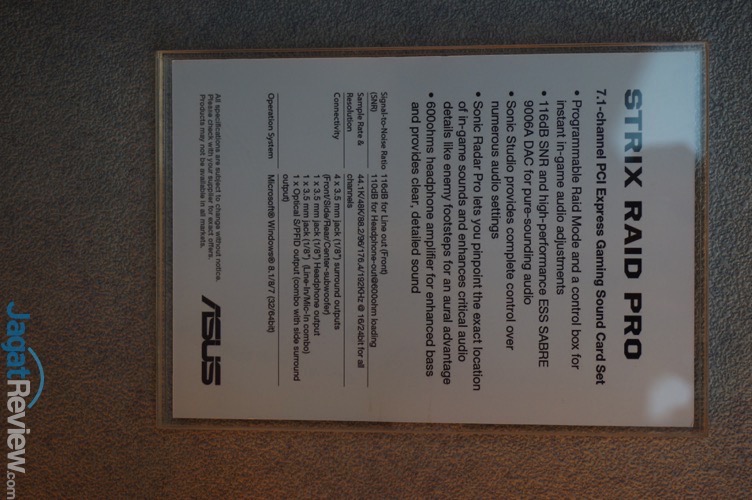 STRIX RAID PRO
7.1-channel PCI Express Gaming Sound Card Set
• Programmable Raid Mode and a control box for
instant in-game audio adjustments
• 116dB SNR and high-performance ESS SABRE
9006A DAC for pure-sounding audio
• Sonic Studio provides complete control over
numerous audio settings
• Sonic Radar Pro lets you pinpoint the exact location
of in-game sounds and enhances critical audio
details like enemy footsteps for an aural advantage
• 600ohms headphone amplifier for enhanced bass
and provides clear, detailed sound
Signal-to-Noise Ratio 116dB for Line out (Front)
(SNR) 110dB for Headphone-out@600ohm loading
Sample Rate & 44.1K/48K/88.2/96/176.4/192KHz @ 16/24bit for all
Resolution channels
Connectivity 4 x 3.5 mm jack (1/8") surround outputs
(Front/Side/Rear/Center-subwoofer)
1 x 3.5 mm jack (1/8") Headphone output
1 x 3.5 mm jack (1/8") (Line-In/Mic-In combo)
1 x Optical S/PFID output (combo with side surround
output)
Operation System Microsoft® Windows® 8.1/8/7 (32/64bit)
All specifications are subject to change without notice.
Please check with your supplier for exact offers.
Products may not be available in all markets.
ASUS
JagatReview.com